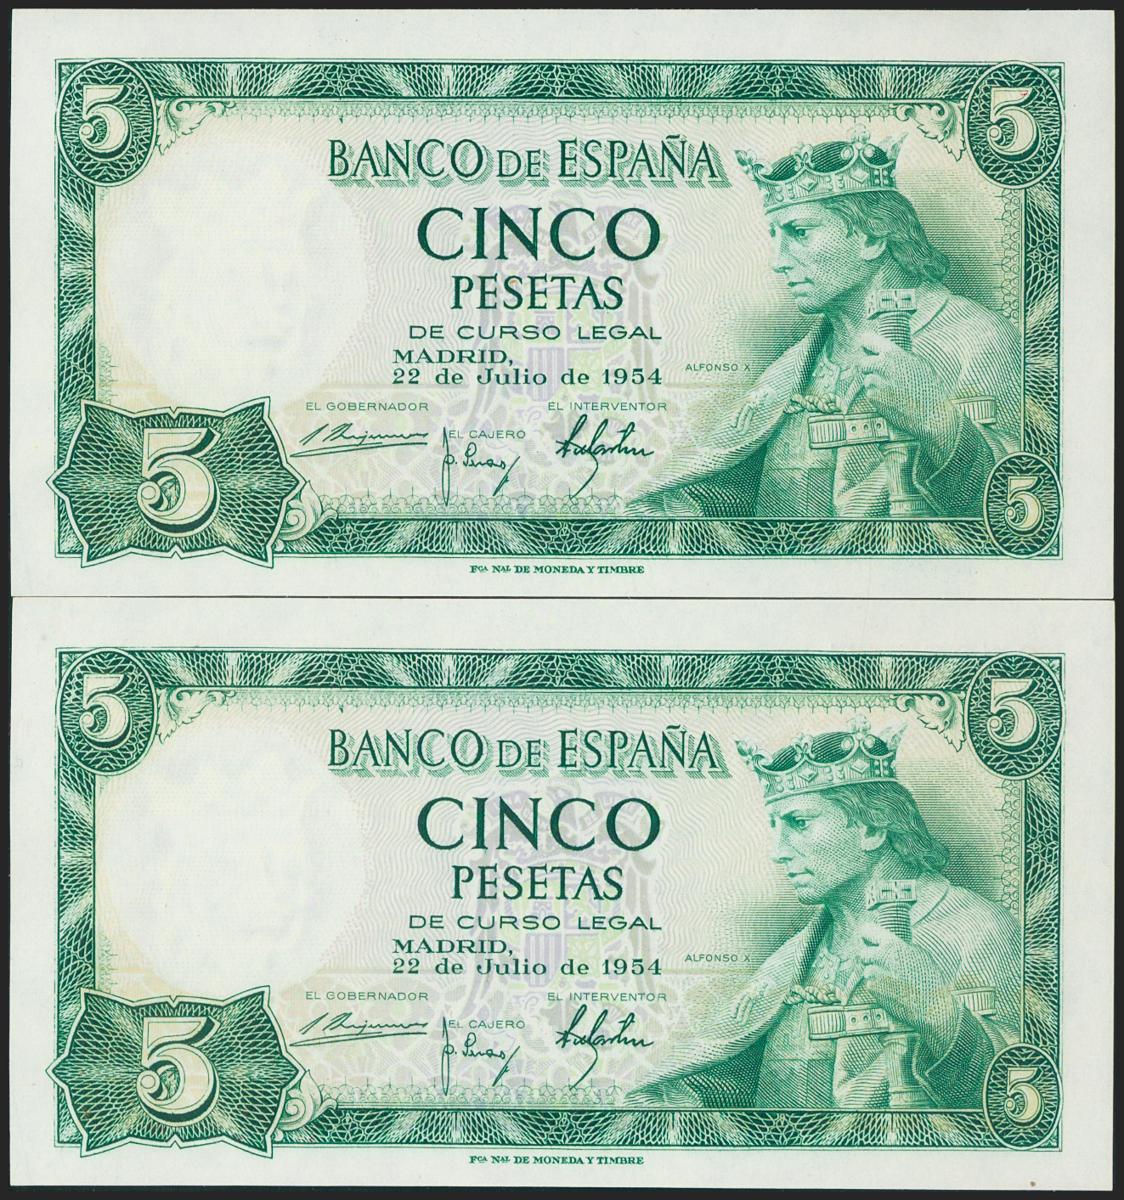 5 5
BANCO DE ESPAÑA
CINCO
PESETAS
DE CURSO LEGAL
MADRID,
22 de Julio de 1954
ALFONSO X
EL GOBERNADOR EL INTERVENTOR
EL CAJERO
5 5
Fca NAL DE MONEDA Y TIMBRE
5 5
BANCO DE ESPAÑA
CINCO
PESETAS
DE CURSO LEGAL
MADRID,
22 de Julio de 1954
ALFONSO X
EL GOBERNADOR EL INTERVENTOR
EL CAJERO
5 5
Fca NAL DE MONEDA Y TIMBRE